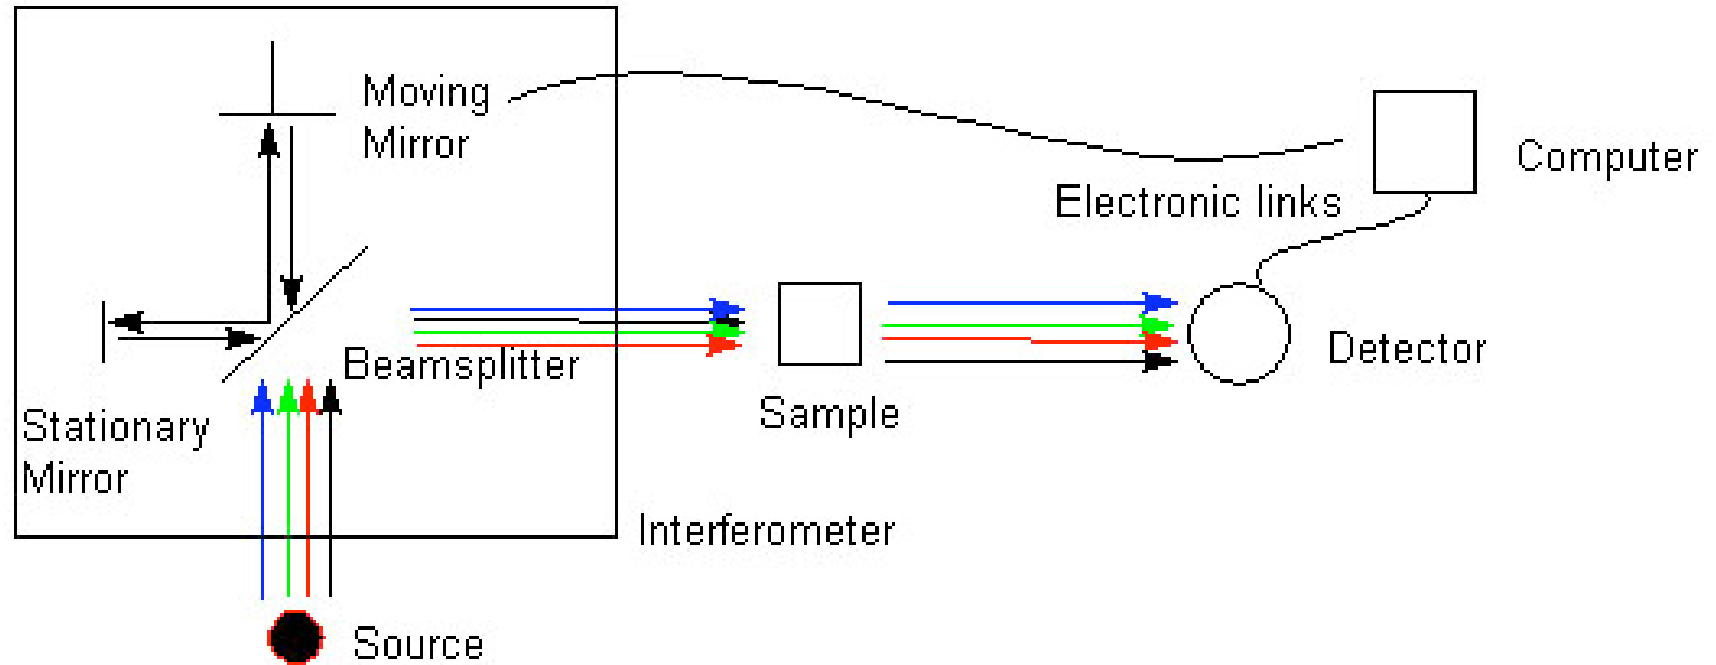 Moving
Mirror
Computer
Electronic links
Beamsplitter
Detector
Sample
Stationary
Mirror
Interferometer
Source